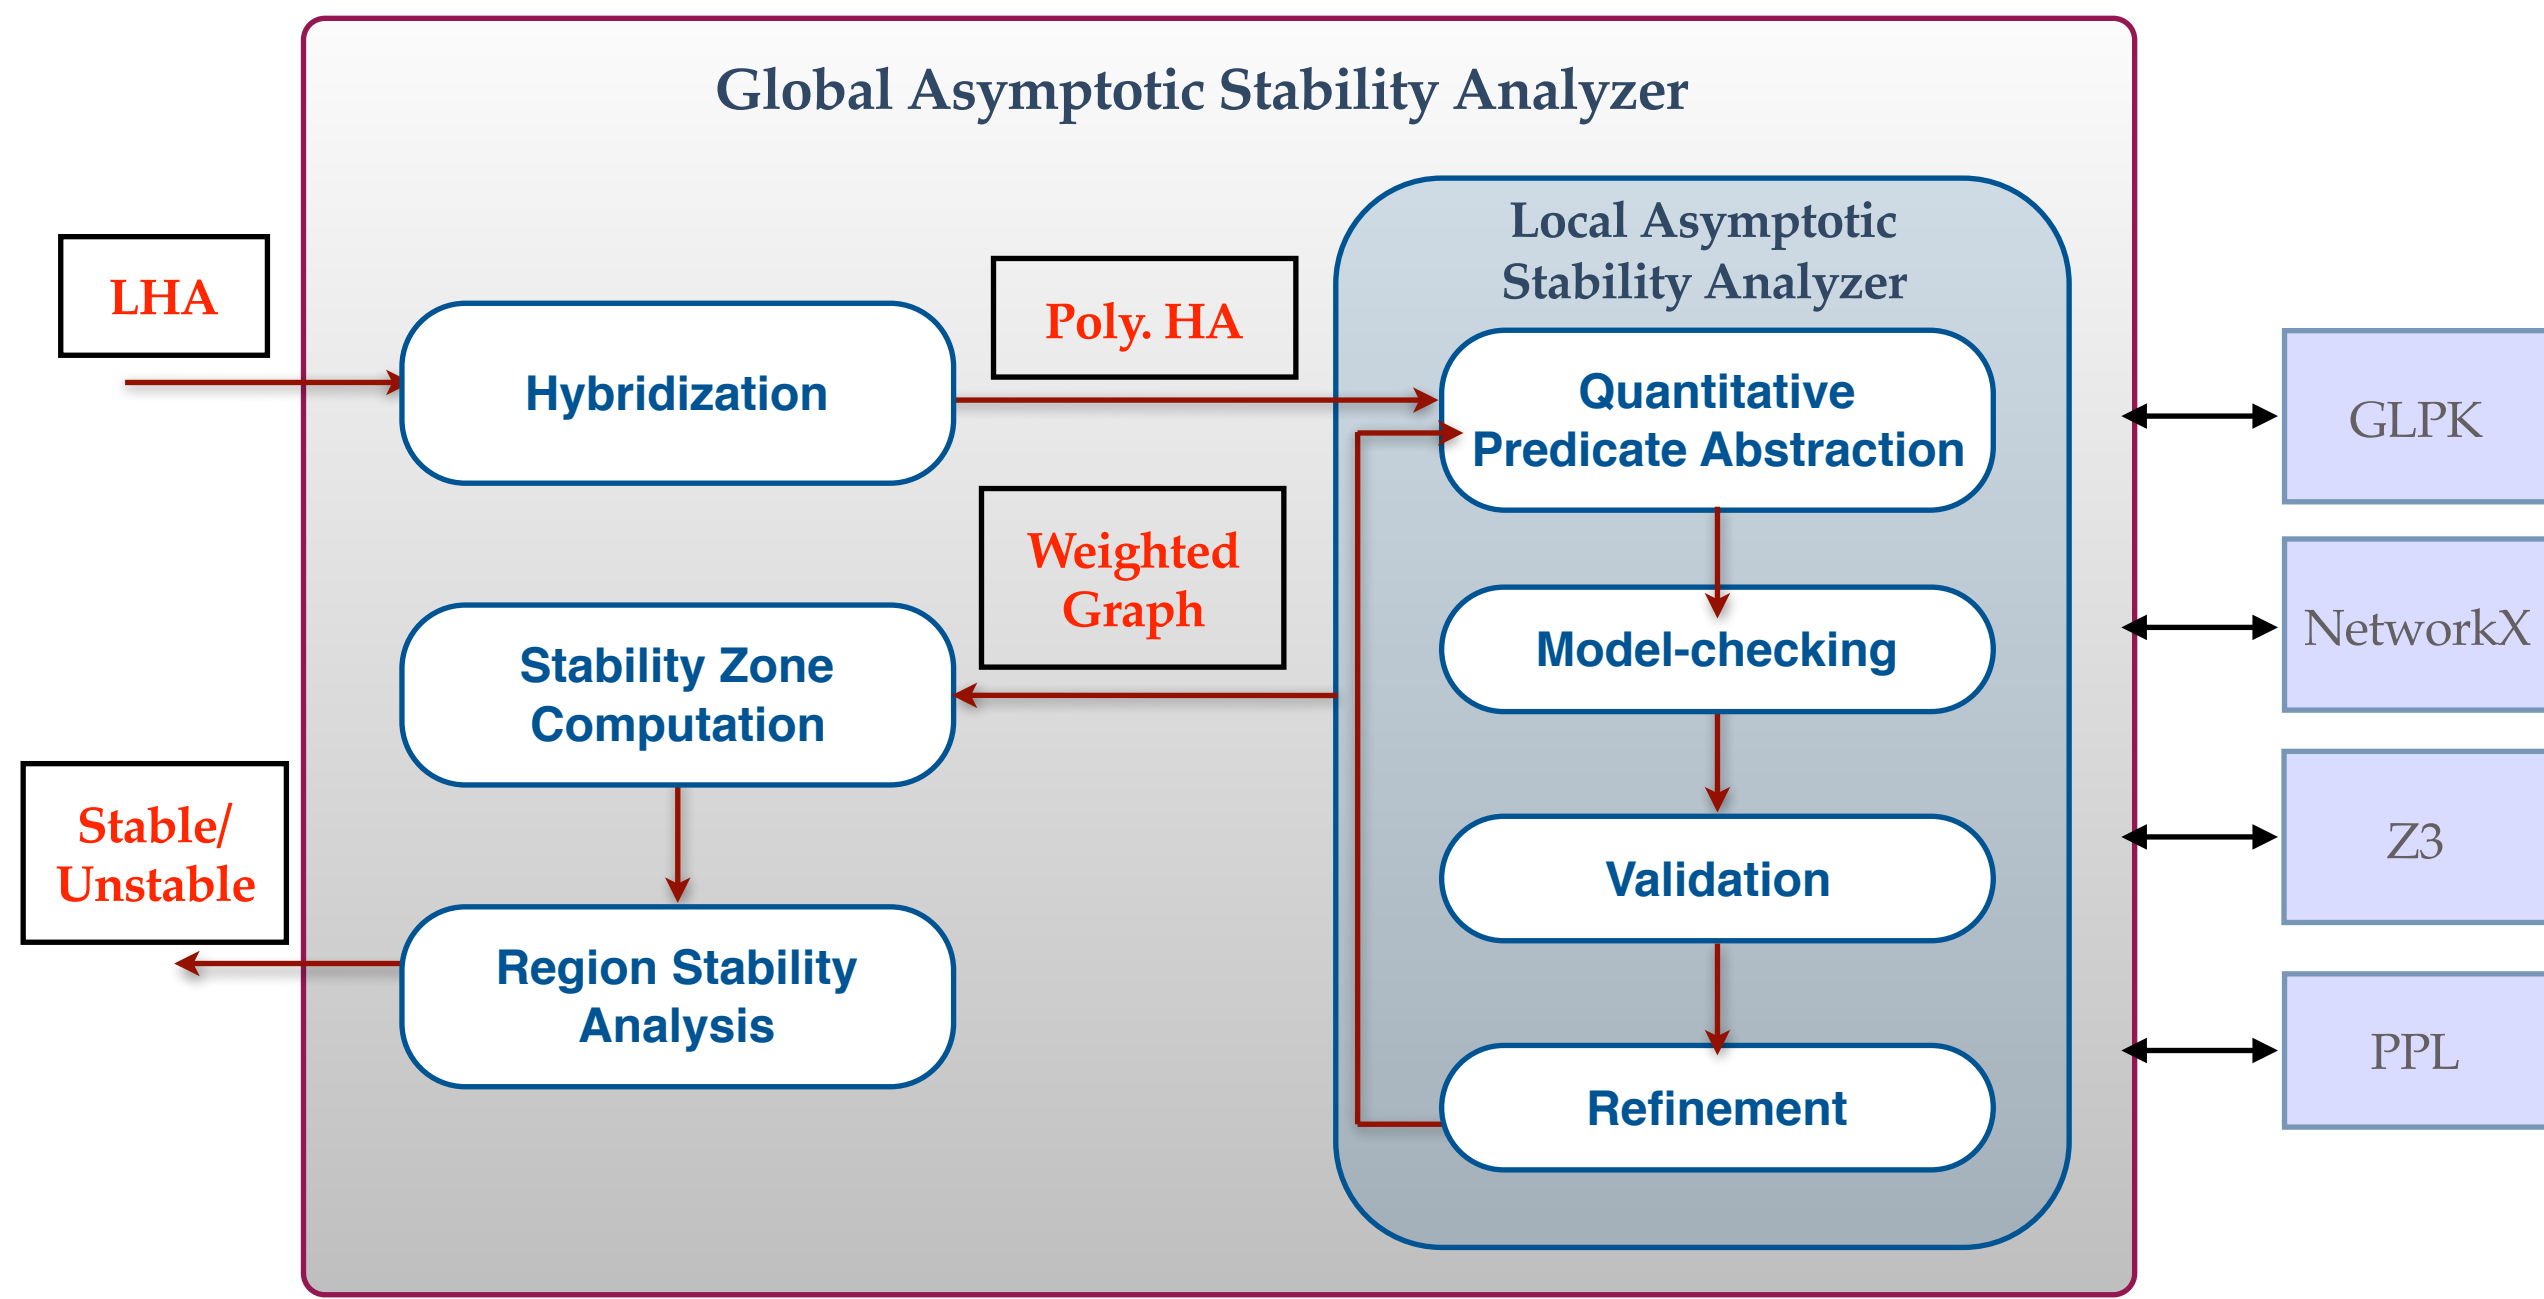 Global Asymptotic Stability Analyzer
LHA
Hybridization
Poly. HA
Local Asymptotic
Stability Analyzer
Quantitative
Predicate Abstraction
Weighted
Graph
Model-checking
Stability Zone
Computation
Validation
Stable/
Unstable
Region Stability
Analysis
Refinement
GLPK
NetworkX
Z3
PPL